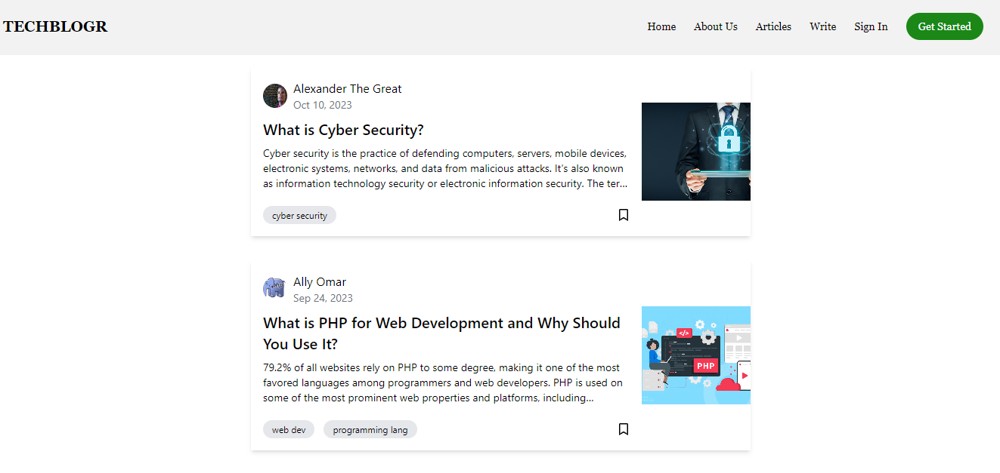 TECHBLOGR
Home About Us Articles Write Sign In Get Started
Alexander The Great
Oct 10, 2023
What is Cyber Security?
Cyber security is the practice of defending computers, servers, mobile devices,
electronic systems, networks, and data from malicious attacks. It's also known
as information technology security or electronic information security. The ter...
cyber security
php
Ally Omar
Sep 24, 2023
What is PHP for Web Development and Why Should
You Use It?
79.2% of all websites rely on PHP to some degree, making it one of the most
favored languages among programmers and web developers. PHP is used on
some of the most prominent web properties and platforms, including...
</>
PHP
web dev programming lang